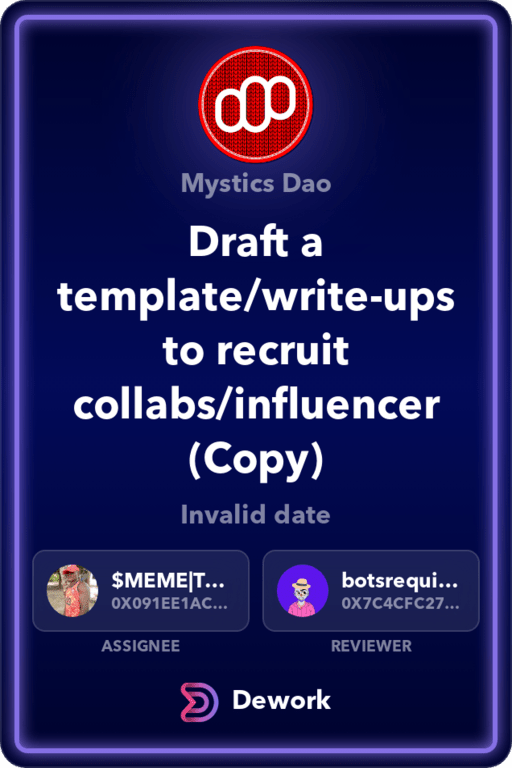 Mystics Dao
Draft a
template/write-ups
to recruit
collabs/influencer
(Copy)
Invalid date
$MEME|T...
0X091EE1AC...
botsrequi...
0X7C4CFC27...
ASSIGNEE
REVIEWER
Dework